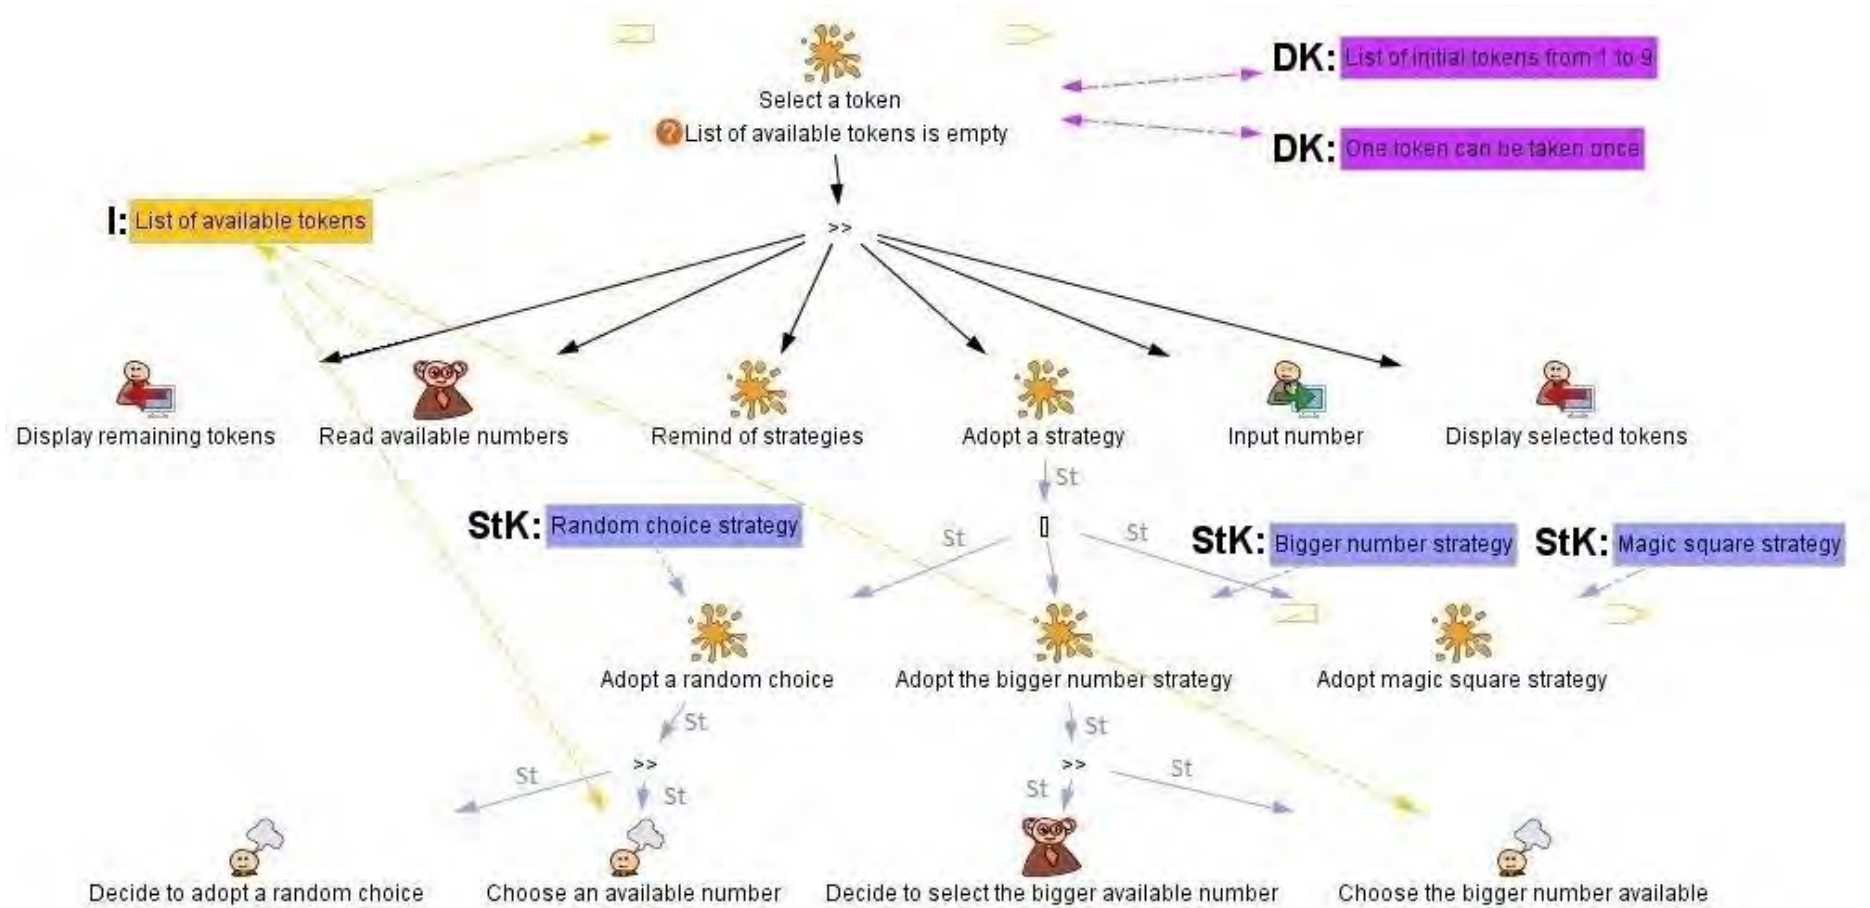 DK: List of initial tokens from 1 to 9
Select a token
? List of available tokens is empty
DK: One token can be taken once
I: List of available tokens
>>
Display remaining tokens
Read available numbers
Remind of strategies
Adopt a strategy
Input number
Display selected tokens
St
StK: Random choice strategy
[]
St
St
StK: Bigger number strategy
StK: Magic square strategy
Adopt a random choice
Adopt the bigger number strategy
Adopt magic square strategy
St
St
>>
>>
St
St
St
St
Decide to adopt a random choice
Choose an available number
Decide to select the bigger available number
Choose the bigger number available